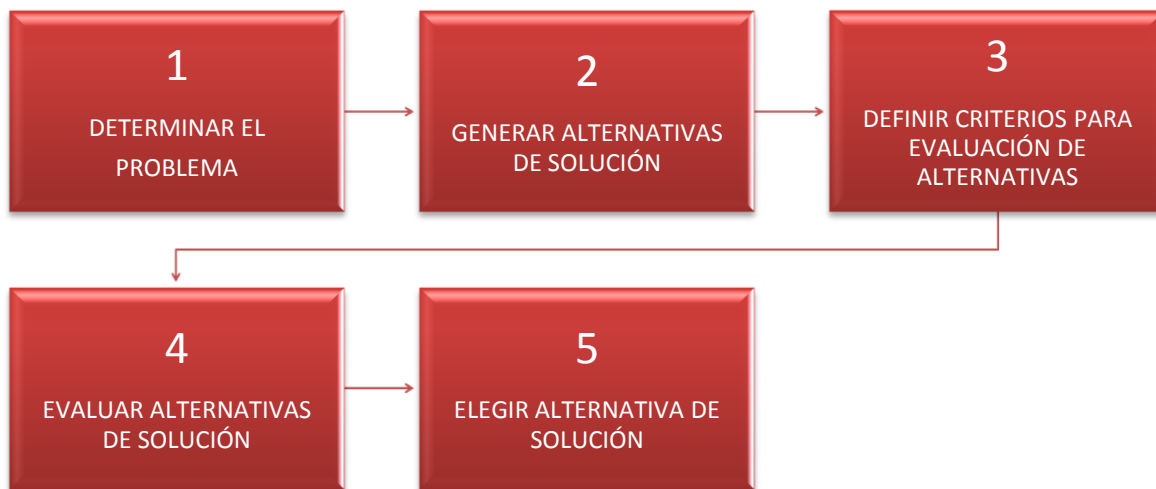 1
DETERMINAR EL
PROBLEMA
2
GENERAR ALTERNATIVAS
DE SOLUCIÓN
3
DEFINIR CRITERIOS PARA
EVALUACIÓN DE
ALTERNATIVAS
4
EVALUAR ALTERNATIVAS
DE SOLUCIÓN
5
ELEGIR ALTERNATIVA DE
SOLUCIÓN